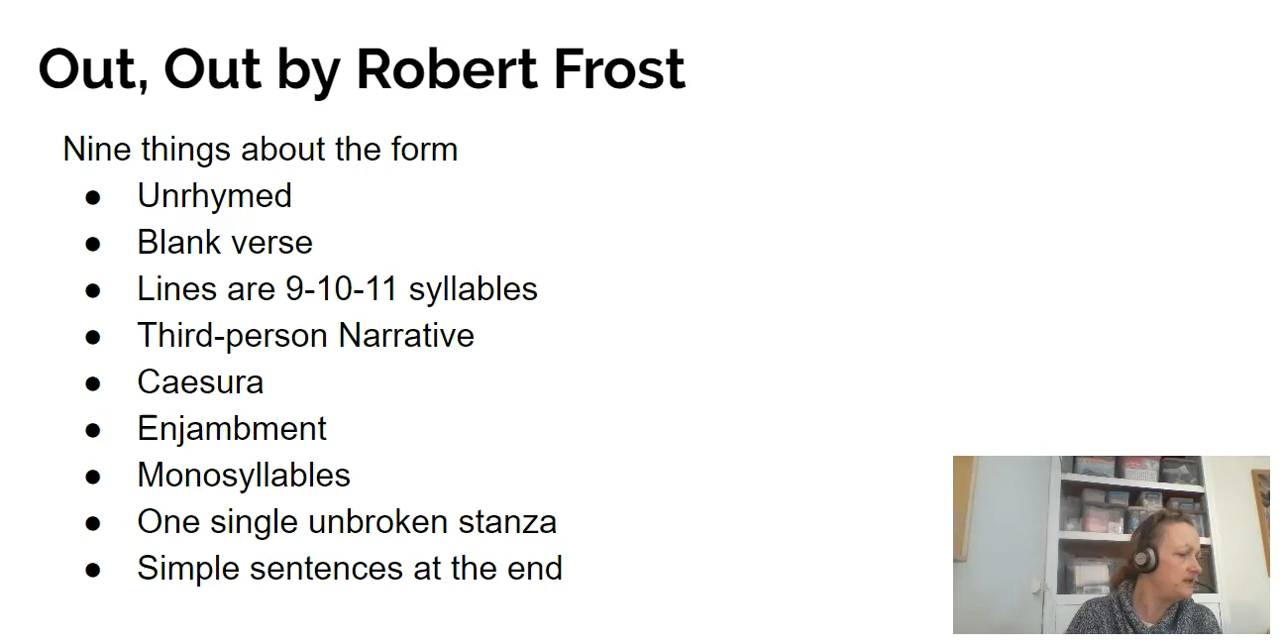 Out, Out by Robert Frost
Nine things about the form
● Unrhymed
● Blank verse
● Lines are 9-10-11 syllables
● Third-person Narrative
● Caesura
● Enjambment
● Monosyllables
● One single unbroken stanza
● Simple sentences at the end